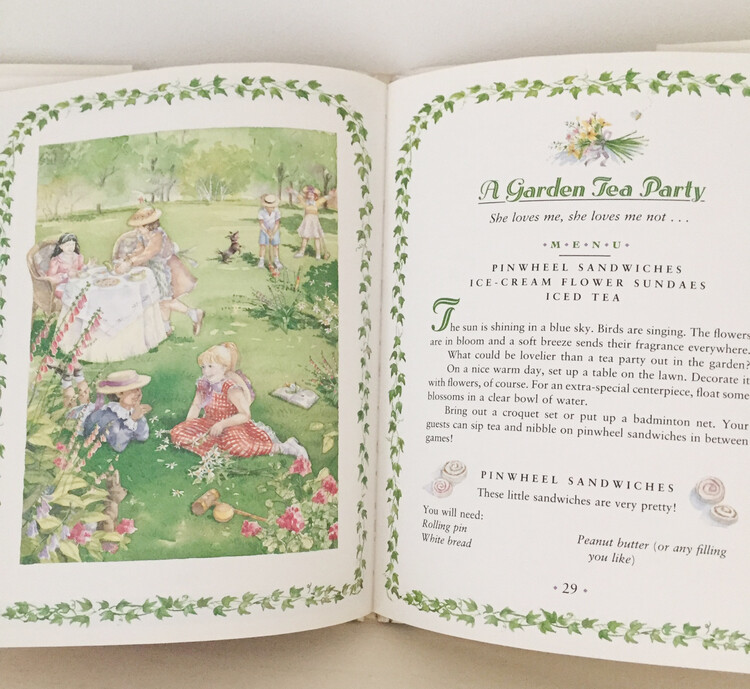 A Garden Tea Party
She loves me, she loves me not . . .
• M • E • N • U •
PINWHEEL SANDWICHES
ICE-CREAM FLOWER SUNDAES
ICED TEA
The sun is shining in a blue sky. Birds are singing. The flowers
are in bloom and a soft breeze sends their fragrance everywhere.
What could be lovelier than a tea party out in the garden?
On a nice warm day, set up a table on the lawn. Decorate it
with flowers, of course. For an extra-special centerpiece, float some
blossoms in a clear bowl of water.
Bring out a croquet set or put up a badminton net. Your
guests can sip tea and nibble on pinwheel sandwiches in between
games!
PINWHEEL SANDWICHES
These little sandwiches are very pretty!
You will need:
Rolling pin
White bread
Peanut butter (or any filling
you like)
• 29 •